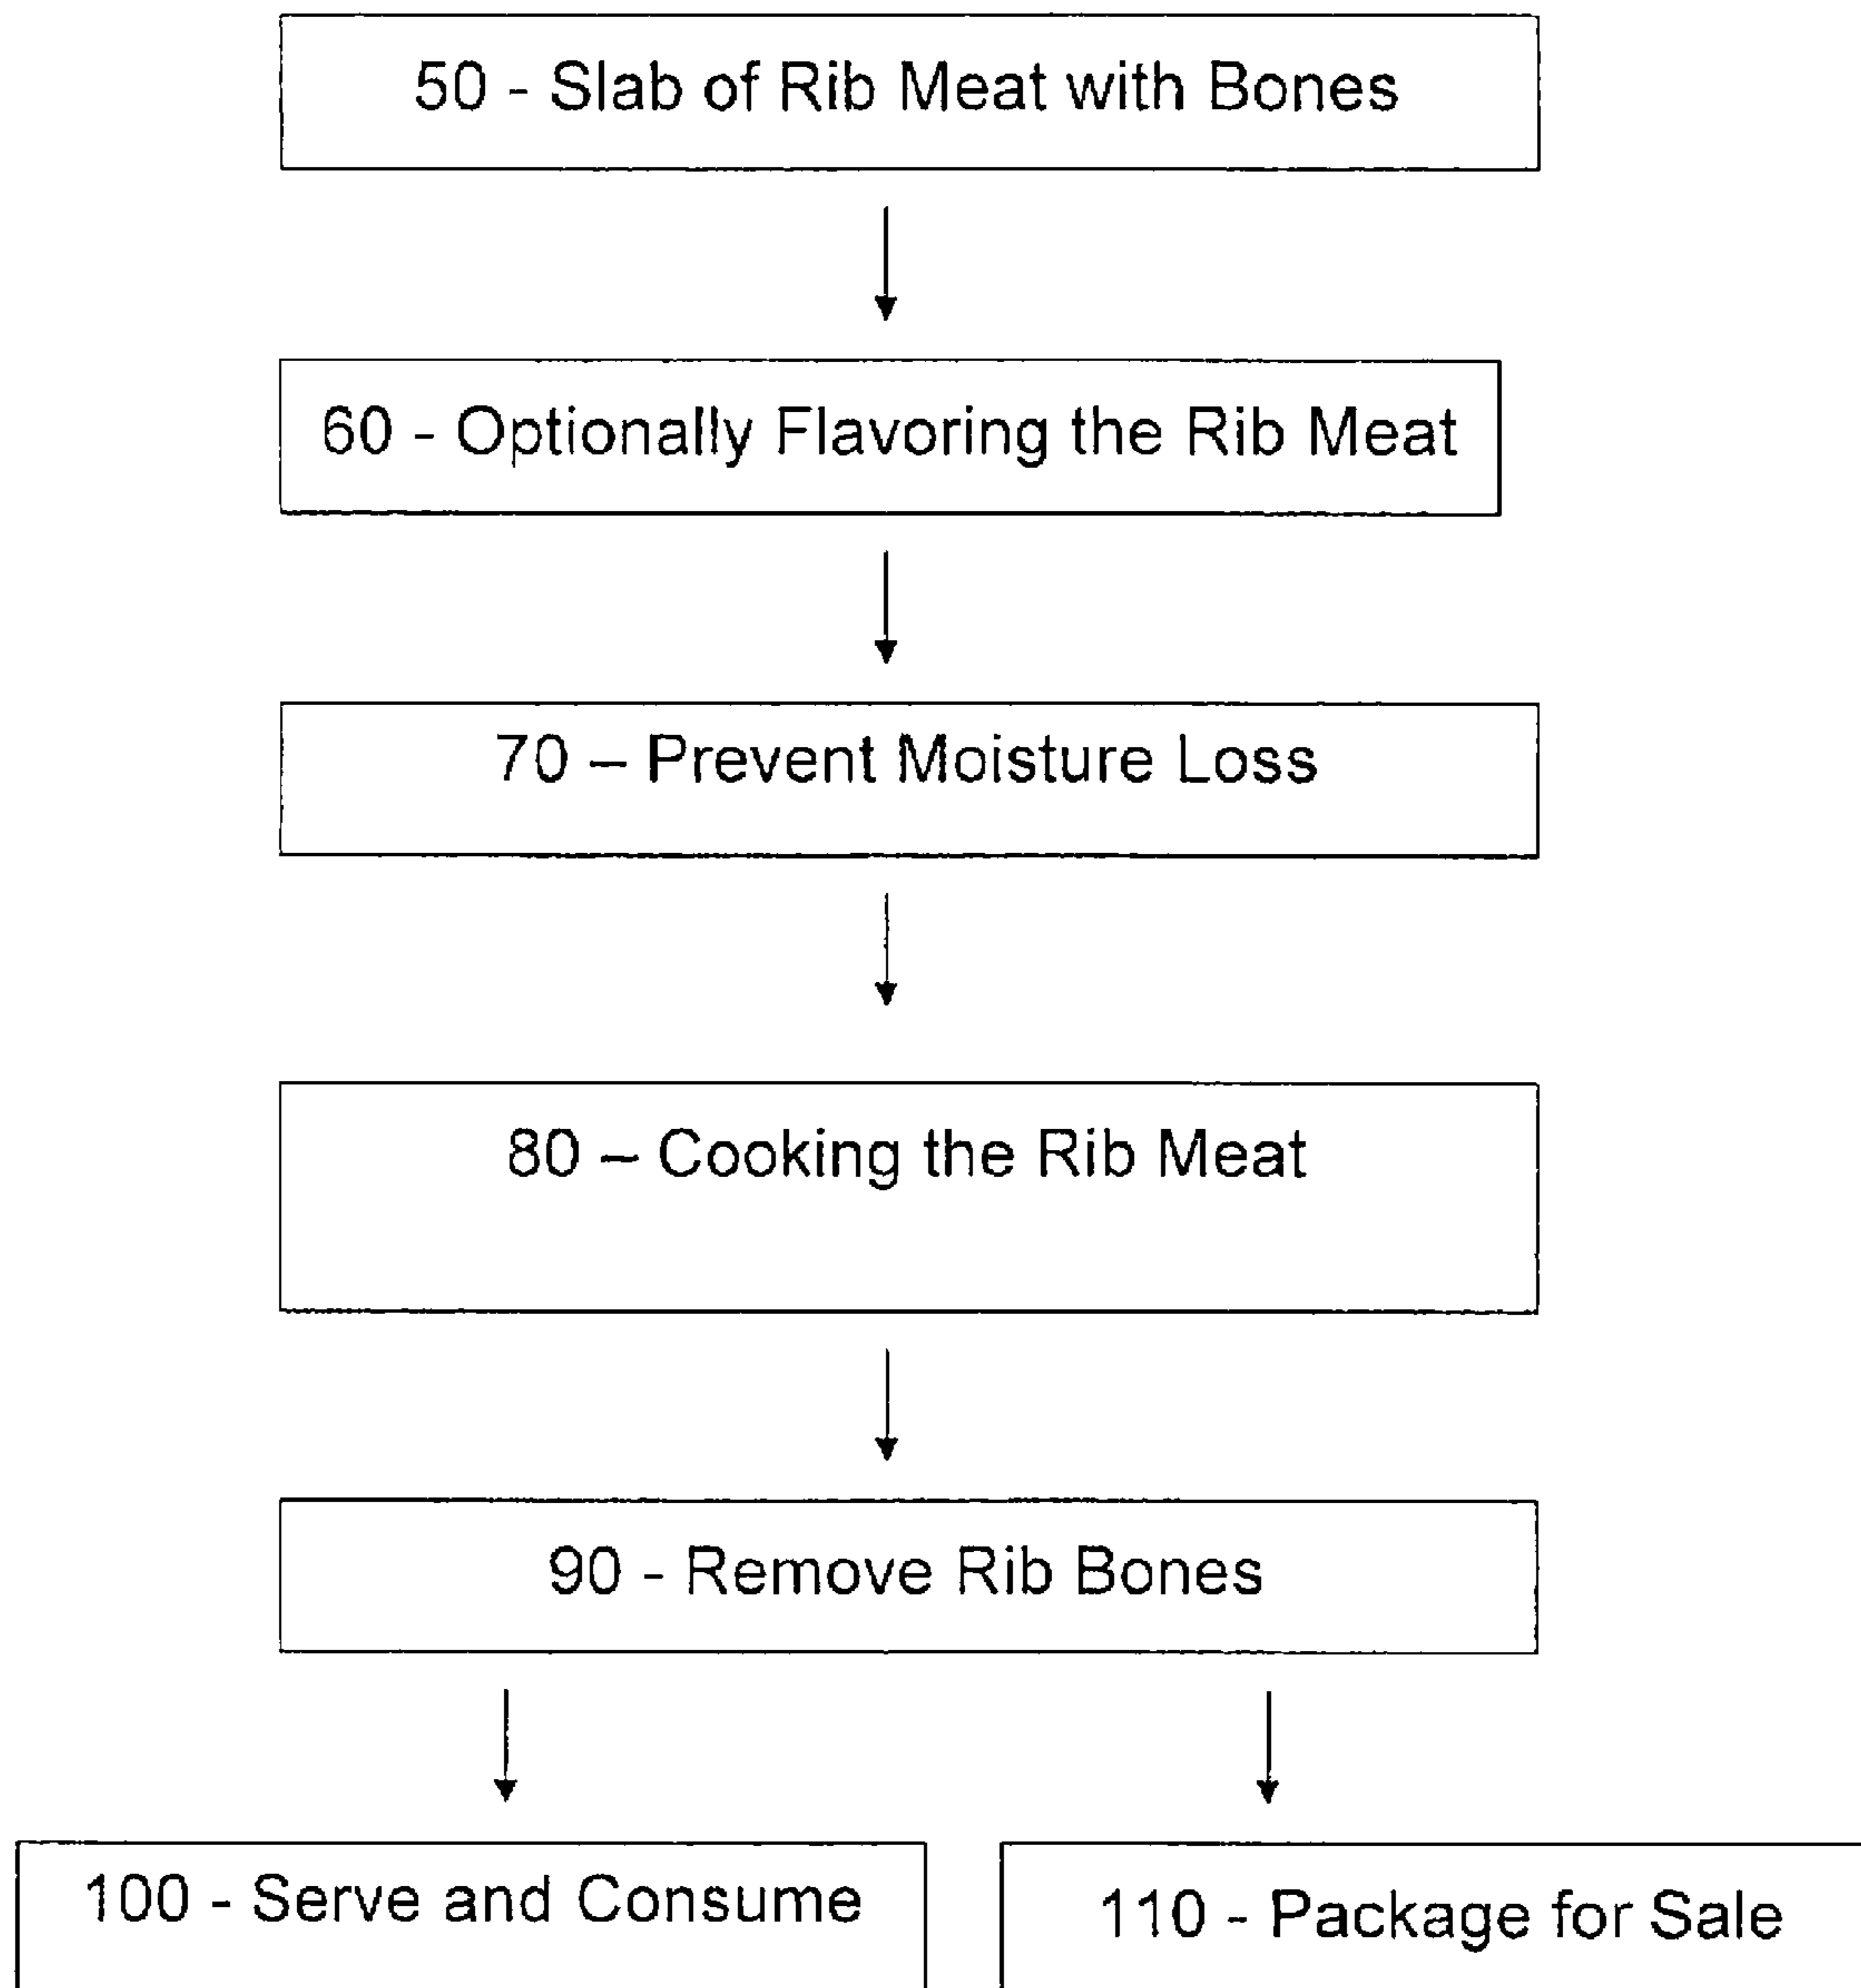 50 - Slab of Rib Meat with Bones
60 - Optionally Flavoring the Rib Meat
70 – Prevent Moisture Loss
80 – Cooking the Rib Meat
90 - Remove Rib Bones
100 - Serve and Consume
110 - Package for Sale